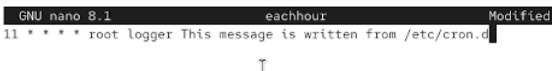 GNU nano 8.1 eachhour Modified
11 * * * * root logger This message is written from /etc/cron.d